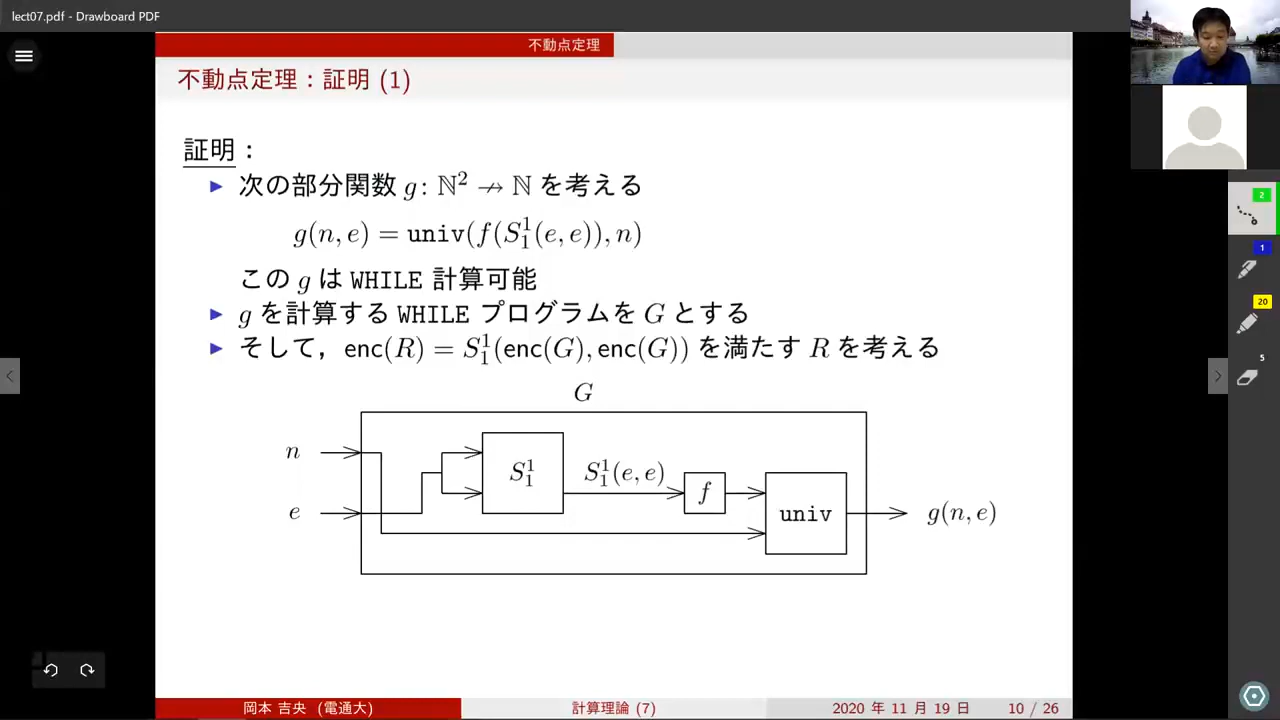 lect07.pdf - Drawboard PDF
不動点定理
不動点定理：証明 (1)
証明：
次の部分関数 g: ℕ² ↛ ℕ を考える
g(n, e) = univ(f(S₁¹(e, e)), n)
この g は WHILE 計算可能
g を計算する WHILE プログラムを G とする
そして，enc(R) = S₁¹(enc(G), enc(G)) を満たす R を考える
G
n
e
S₁¹
S₁¹(e, e)
f
univ
g(n, e)
岡本 吉央 (電通大)
計算理論 (7)
2020 年 11 月 19 日
10 / 26
2
1
20
5